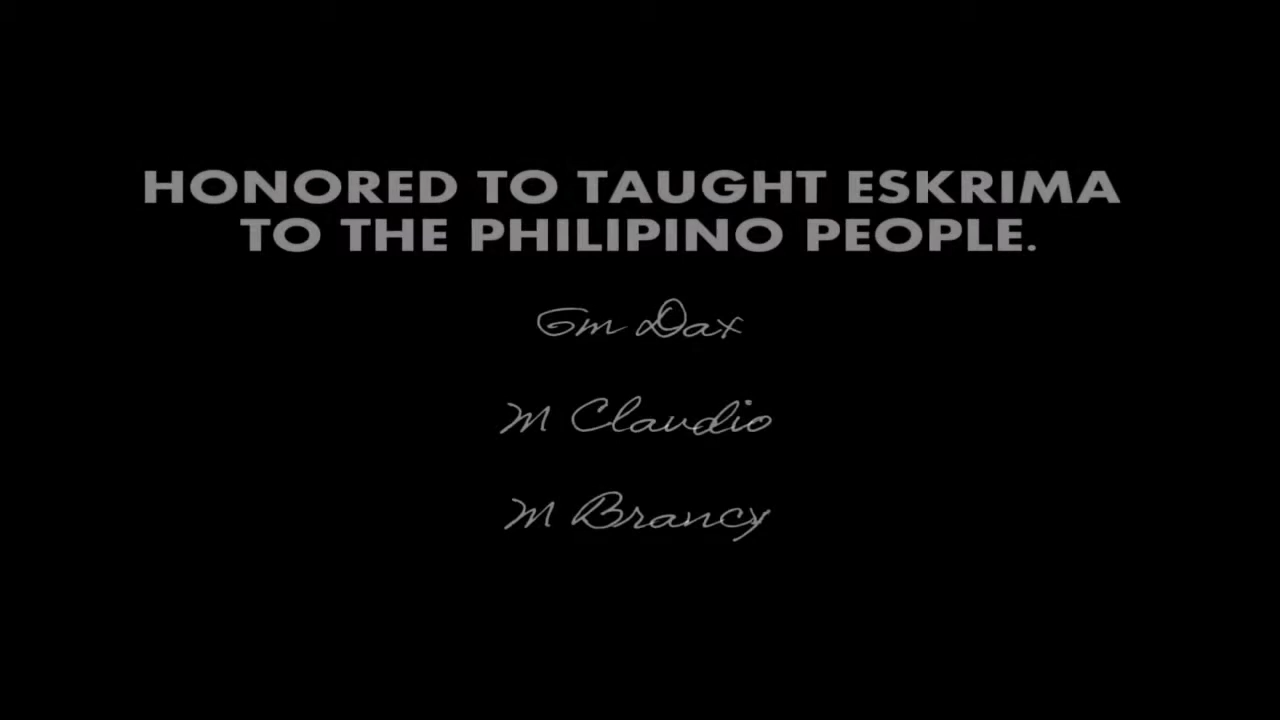 HONORED TO TAUGHT ESKRIMA
TO THE PHILIPINO PEOPLE.
Gm Dax
M Claudio
M Brancy